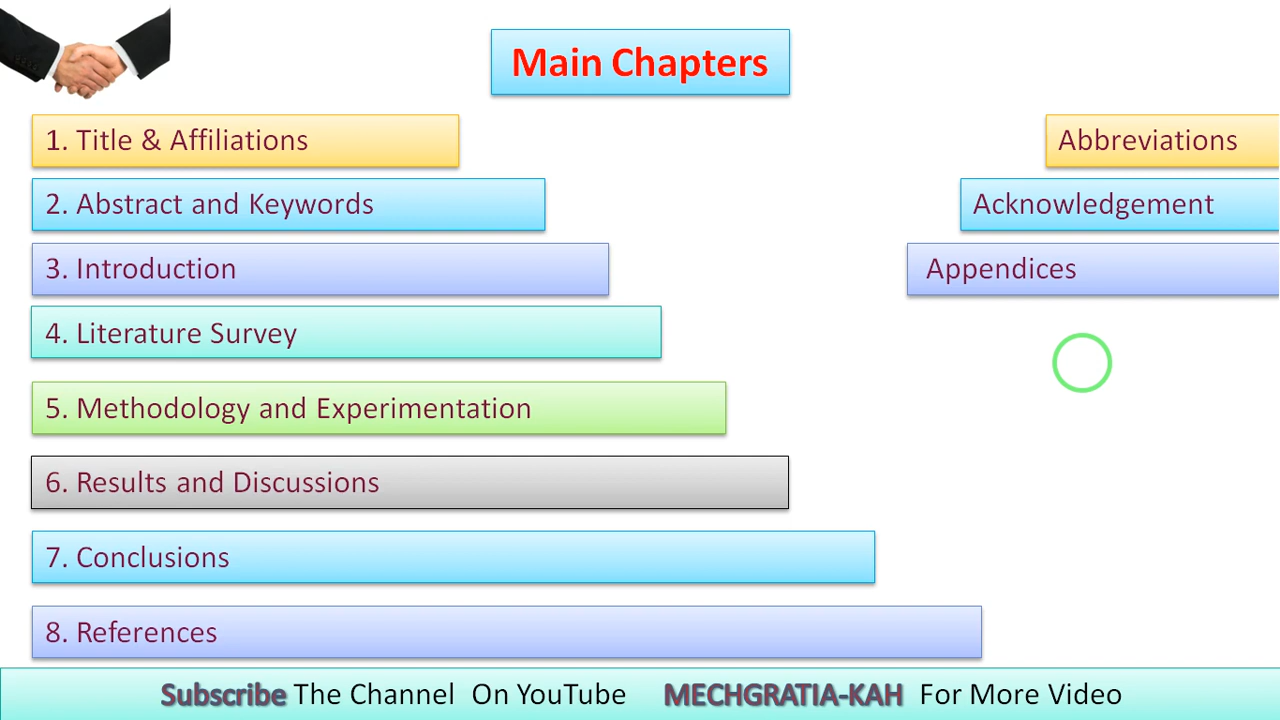 Main Chapters
1. Title & Affiliations
Abbreviations
2. Abstract and Keywords
Acknowledgement
3. Introduction
Appendices
4. Literature Survey
5. Methodology and Experimentation
6. Results and Discussions
7. Conclusions
8. References
Subscribe The Channel On YouTube MECHGRATIA-KAH For More Video